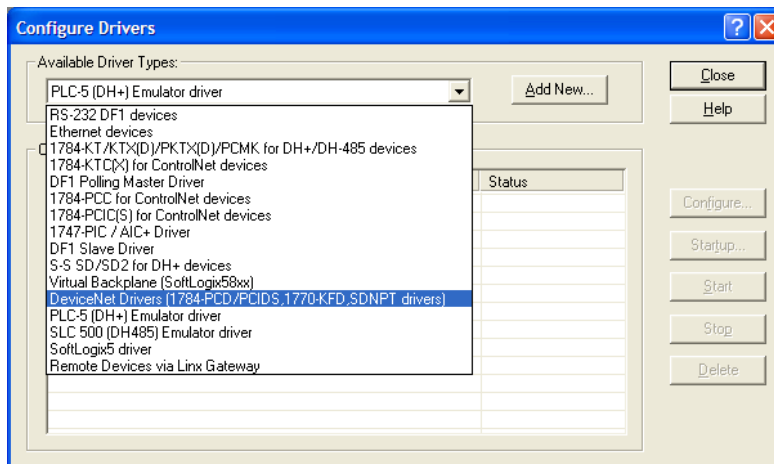 Configure Drivers
Available Driver Types:
PLC-5 (DH+) Emulator driver
Add New...
Close
Help
RS-232 DF1 devices
Ethernet devices
1784-KT/KTX(D)/PKTX(D)/PCMK for DH+/DH-485 devices
1784-KTC(X) for ControlNet devices
DF1 Polling Master Driver
1784-PCC for ControlNet devices
1784-PCIC(S) for ControlNet devices
1747-PIC / AIC+ Driver
DF1 Slave Driver
S-S SD/SD2 for DH+ devices
Virtual Backplane (SoftLogix58xx)
DeviceNet Drivers (1784-PCD/PCIDS,1770-KFD,SDNPT drivers)
PLC-5 (DH+) Emulator driver
SLC 500 (DH485) Emulator driver
SoftLogix5 driver
Remote Devices via Linx Gateway
Status
Configure...
Startup...
Start
Stop
Delete